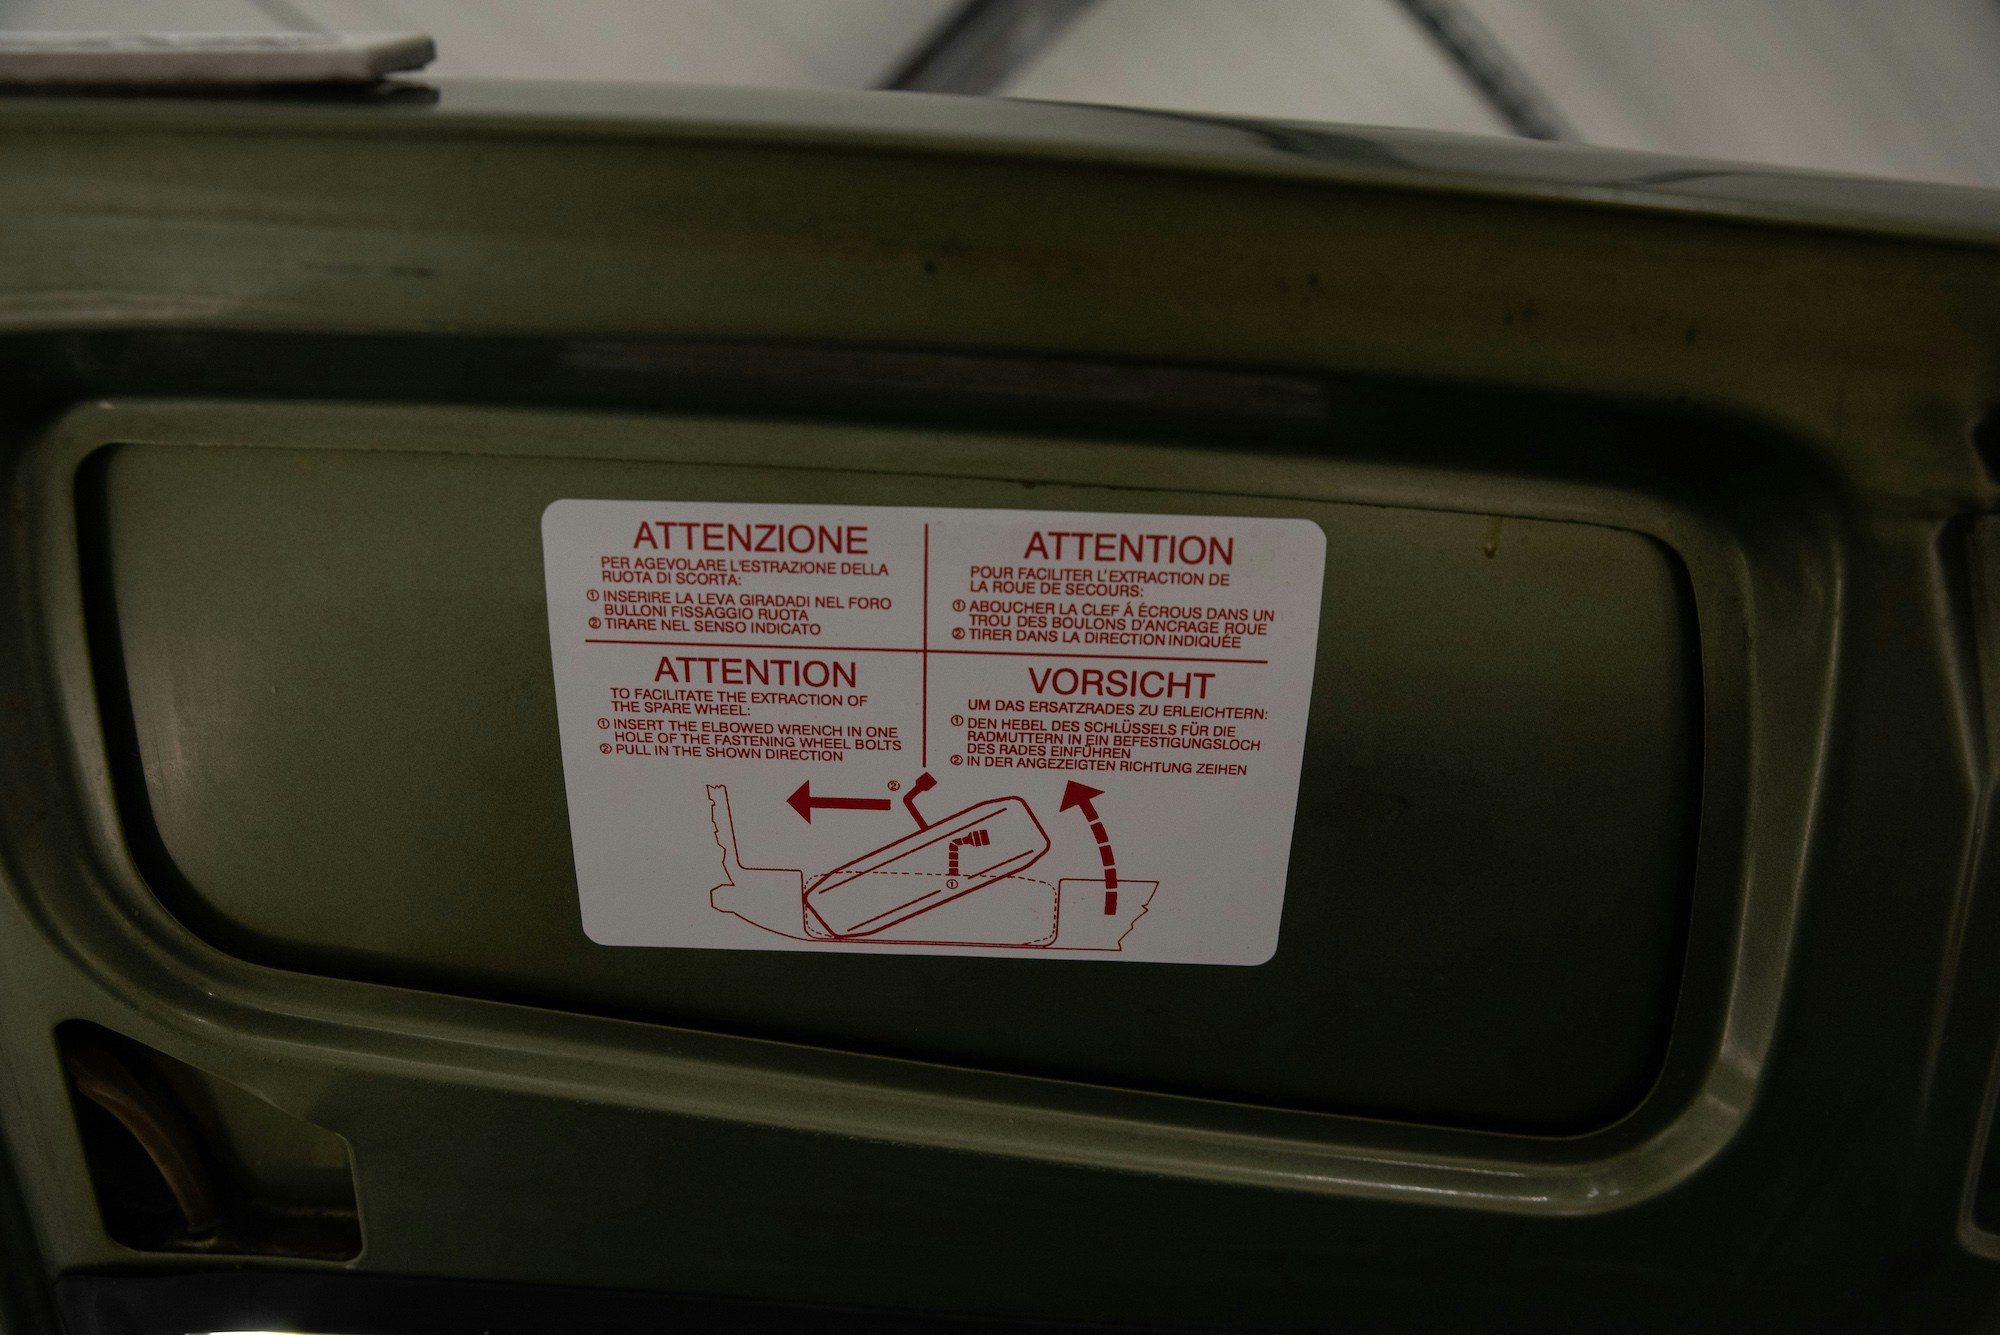 ATTENZIONE
PER AGEVOLARE L'ESTRAZIONE DELLA
RUOTA DI SCORTA:
① INSERIRE LA LEVA GIRADADI NEL FORO
BULLONI FISSAGGIO RUOTA
② TIRARE NEL SENSO INDICATO
ATTENTION
POUR FACILITER L'EXTRACTION DE
LA ROUE DE SECOURS:
① ABOUCHER LA CLEF Á ÉCROUS DANS UN
TROU DES BOULONS D'ANCRAGE ROUE
② TIRER DANS LA DIRECTION INDIQUÉE
ATTENTION
TO FACILITATE THE EXTRACTION OF
THE SPARE WHEEL:
① INSERT THE ELBOWED WRENCH IN ONE
HOLE OF THE FASTENING WHEEL BOLTS
② PULL IN THE SHOWN DIRECTION
VORSICHT
UM DAS ERSATZRADES ZU ERLEICHTERN:
① DEN HEBEL DES SCHLÜSSELS FÜR DIE
RADMUTTERN IN EIN BEFESTIGUNGSLOCH
DES RADES EINFÜHREN
② IN DER ANGEZEIGTEN RICHTUNG ZEIHEN
②
①